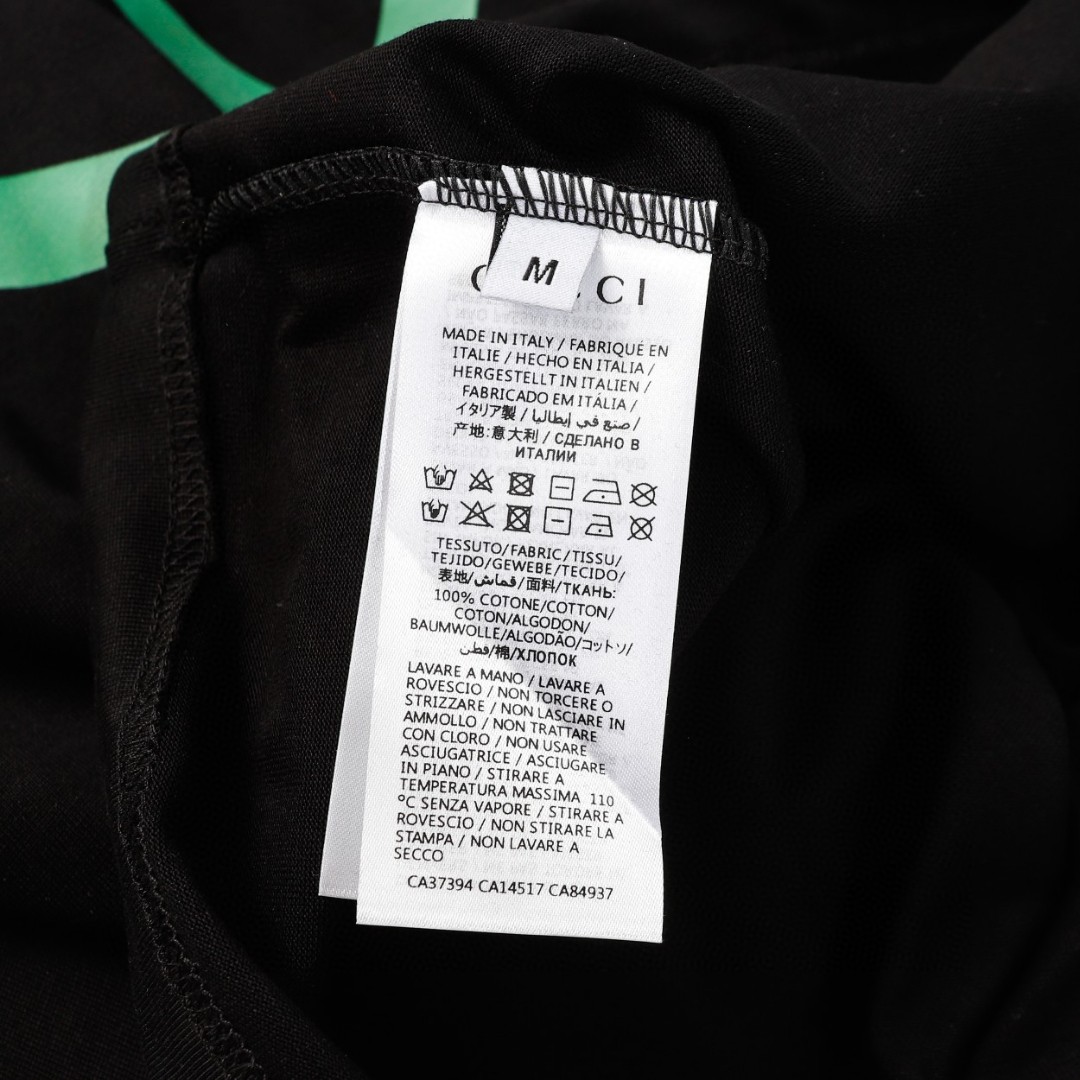 M
MADE IN ITALY / FABRIQUÉ EN
ITALIE / HECHO EN ITALIA /
HERGESTELLT IN ITALIEN /
FABRICADO EM ITÁLIA /
イタリア製 / صنع في إيطاليا /
产地:意大利 / СДЕЛАНО В
ИТАЛИИ
TESSUTO/FABRIC/TISSU/
TEJIDO/GEWEBE/TECIDO/
表地/قماش/面料/ТКАНЬ:
100% COTONE/COTTON/
COTON/ALGODON/
BAUMWOLLE/ALGODÃO/コットソ/
قطن/棉/ХЛОПОК
LAVARE A MANO / LAVARE A
ROVESCIO / NON TORCERE O
STRIZZARE / NON LASCIARE IN
AMMOLLO / NON TRATTARE
CON CLORO / NON USARE
ASCIUGATRICE / ASCIUGARE
IN PIANO / STIRARE A
TEMPERATURA MASSIMA 110
°C SENZA VAPORE / STIRARE A
ROVESCIO / NON STIRARE LA
STAMPA / NON LAVARE A
SECCO
CA37394 CA14517 CA84937